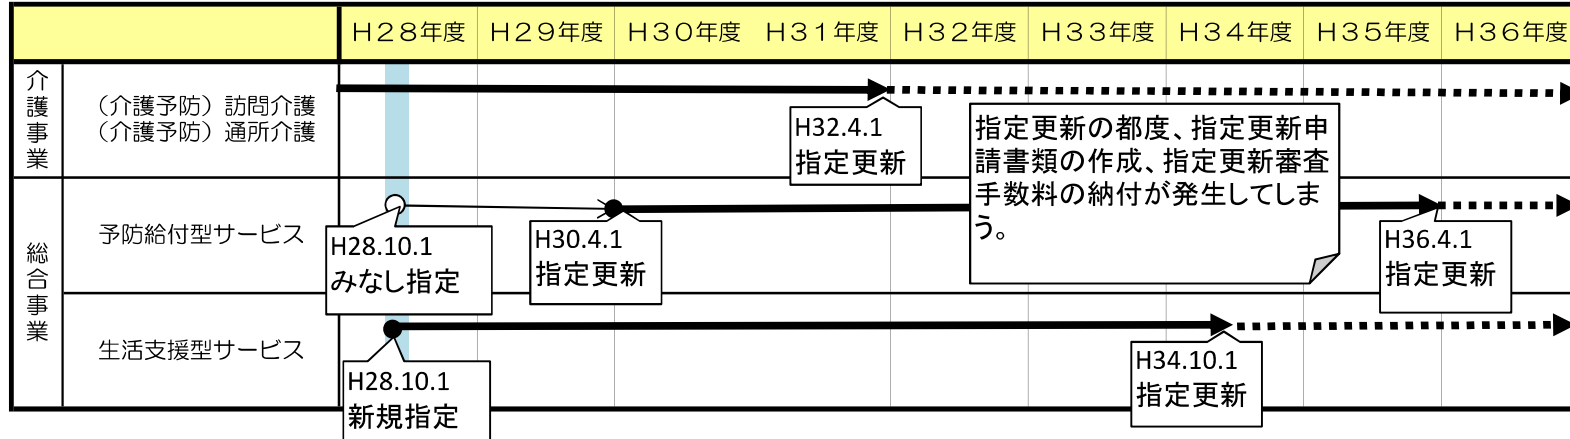 H28年度 H29年度 H30年度 H31年度 H32年度 H33年度 H34年度 H35年度 H36年度
介護事業
（介護予防）訪問介護
（介護予防）通所介護
H32.4.1
指定更新
指定更新の都度、指定更新申
請書類の作成、指定更新審査
手数料の納付が発生してしま
う。
総合事業
予防給付型サービス
H28.10.1
みなし指定
H30.4.1
指定更新
H36.4.1
指定更新
生活支援型サービス
H28.10.1
新規指定
H34.10.1
指定更新